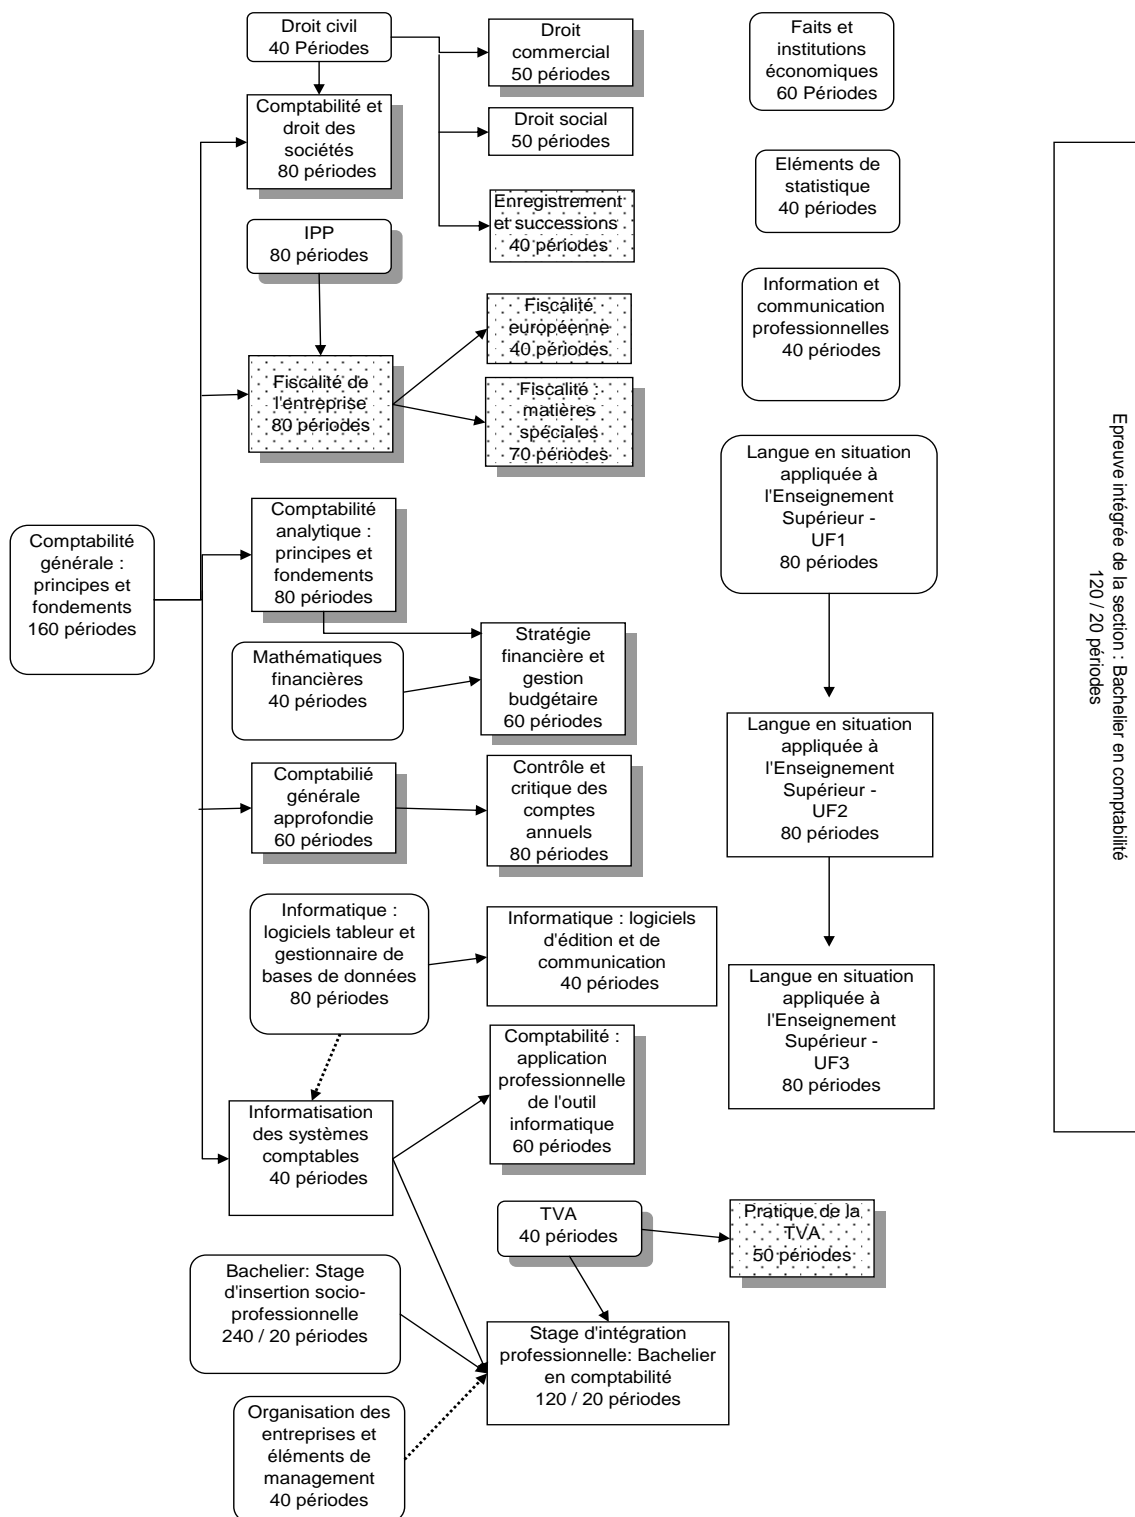 Droit civil
40 Périodes
Droit
commercial
50 périodes
Faits et
institutions
économiques
60 Périodes
Comptabilité et
droit des
sociétés
80 périodes
Droit social
50 périodes
Eléments de
statistique
40 périodes
Enregistrement
et successions
40 périodes
IPP
80 périodes
Information et
communication
professionnelles
40 périodes
Fiscalité
européenne
40 périodes
Fiscalité de
l'entreprise
80 périodes
Fiscalité :
matières
spéciales
70 périodes
Langue en situation
appliquée à
l'Enseignement
Supérieur -
UF1
80 périodes
Comptabilité
générale :
principes et
fondements
160 périodes
Comptabilité
analytique :
principes et
fondements
80 périodes
Mathématiques
financières
40 périodes
Stratégie
financière et
gestion
budgétaire
60 périodes
Langue en situation
appliquée à
l'Enseignement
Supérieur -
UF2
80 périodes
Comptabilié
générale
approfondie
60 périodes
Contrôle et
critique des
comptes
annuels
80 périodes
Informatique :
logiciels tableur et
gestionnaire de
bases de données
80 périodes
Informatique : logiciels
d'édition et de
communication
40 périodes
Langue en situation
appliquée à
l'Enseignement
Supérieur -
UF3
80 périodes
Comptabilité :
application
professionnelle
de l'outil
informatique
60 périodes
Informatisation
des systèmes
comptables
40 périodes
TVA
40 périodes
Pratique de la
TVA
50 périodes
Bachelier: Stage
d'insertion socio-
professionnelle
240 / 20 périodes
Stage d'intégration
professionnelle: Bachelier
en comptabilité
120 / 20 périodes
Organisation des
entreprises et
éléments de
management
40 périodes
Epreuve intégrée de la section : Bachelier en comptabilité
120 / 20 périodes